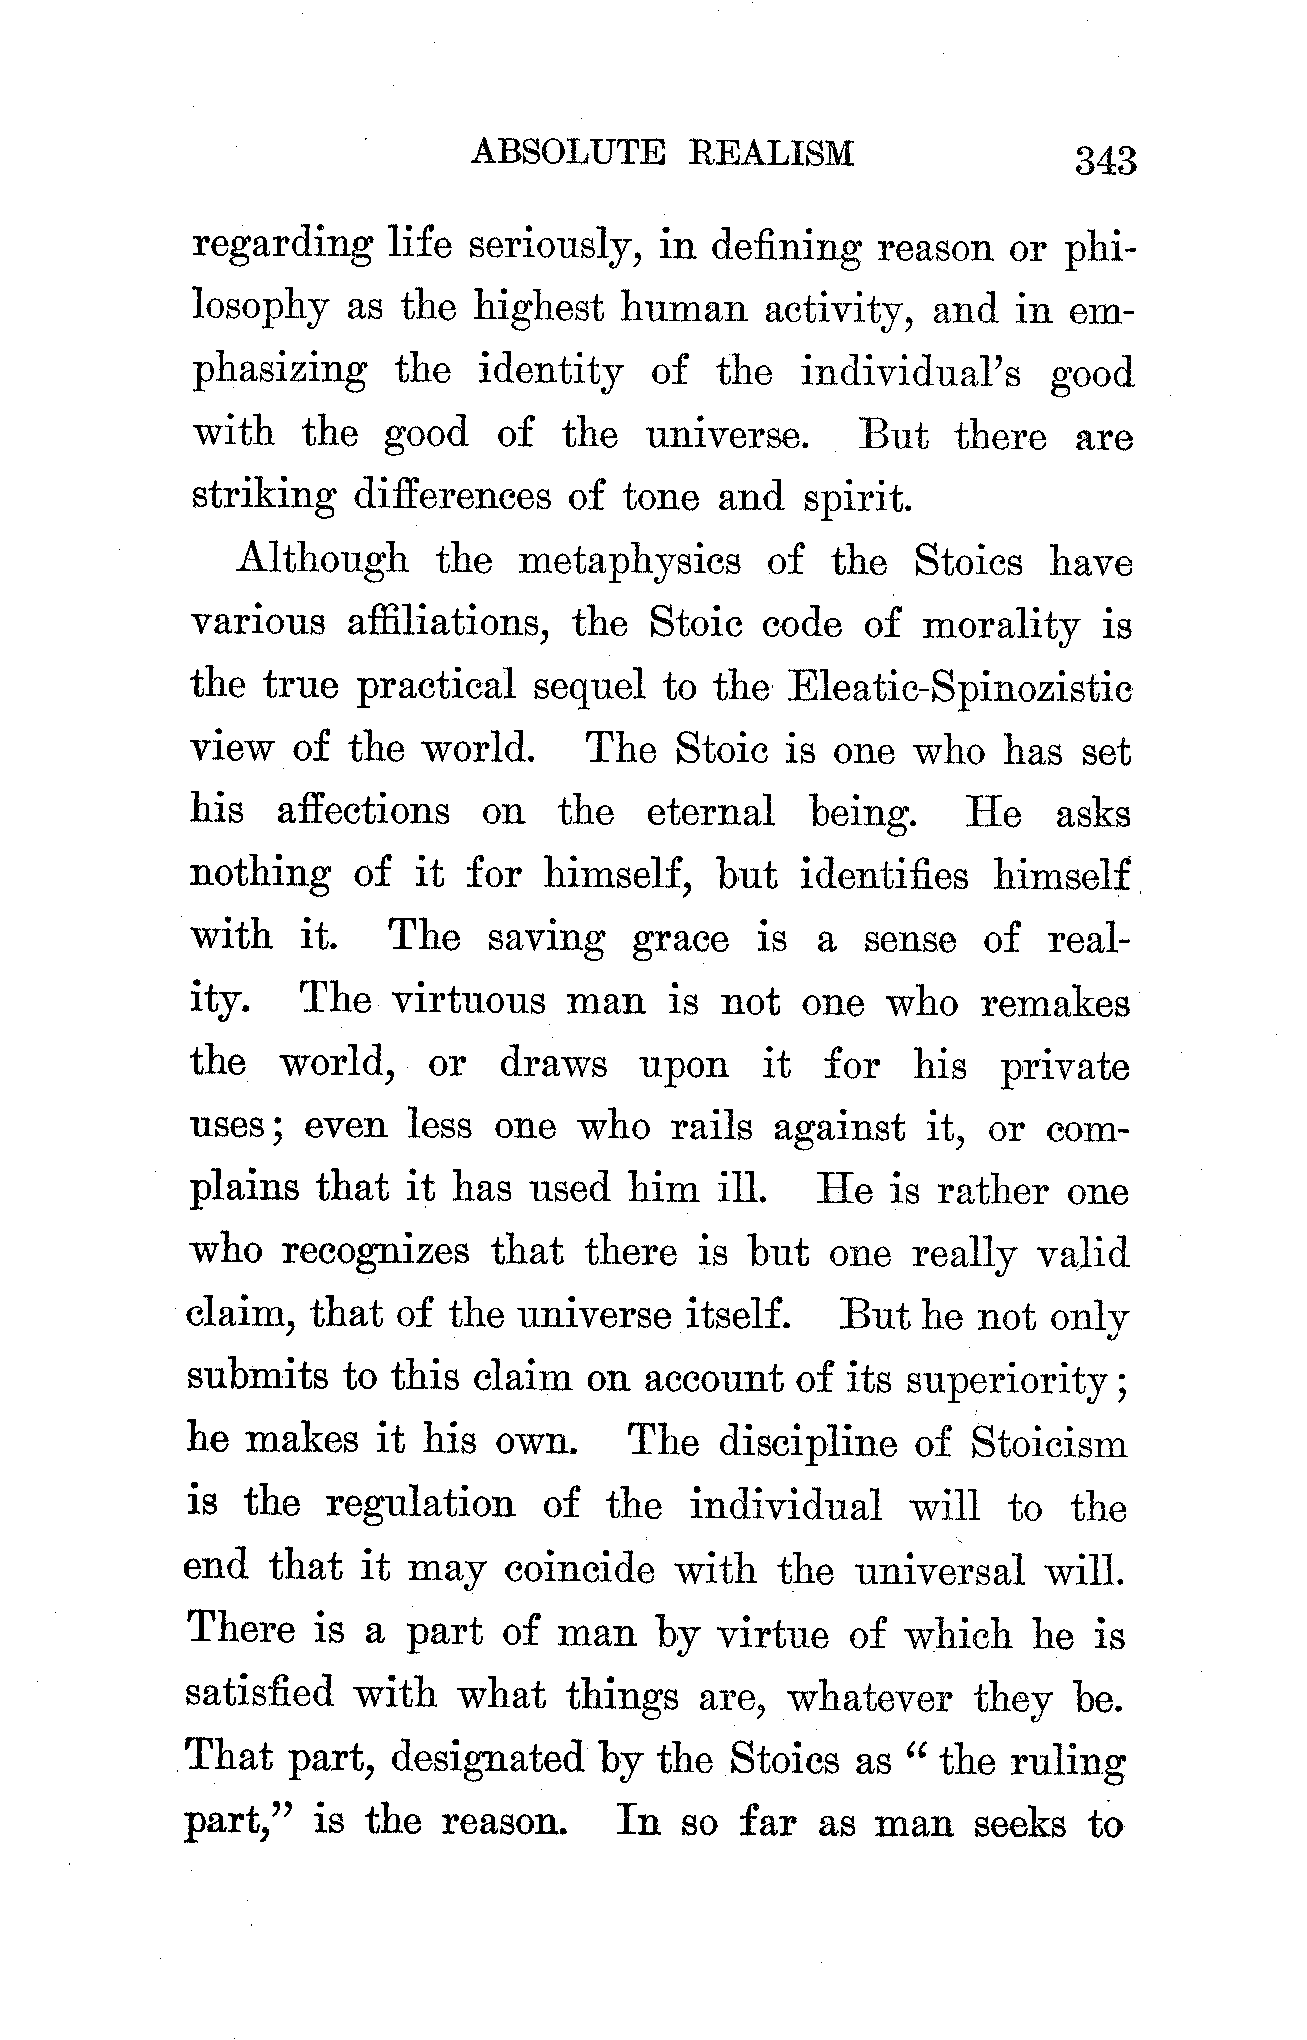 ABSOLUTE REALISM 343
regarding life seriously, in defining reason or phi-
losophy as the highest human activity, and in em-
phasizing the identity of the individual's good
with the good of the universe. But there are
striking differences of tone and spirit.
Although the metaphysics of the Stoics have
various affiliations, the Stoic code of morality is
the true practical sequel to the Eleatic-Spinozistic
view of the world. The Stoic is one who has set
his affections on the eternal being. He asks
nothing of it for himself, but identifies himself
with it. The saving grace is a sense of real-
ity. The virtuous man is not one who remakes
the world, or draws upon it for his private
uses; even less one who rails against it, or com-
plains that it has used him ill. He is rather one
who recognizes that there is but one really valid
claim, that of the universe itself. But he not only
submits to this claim on account of its superiority;
he makes it his own. The discipline of Stoicism
is the regulation of the individual will to the
end that it may coincide with the universal will.
There is a part of man by virtue of which he is
satisfied with what things are, whatever they be.
That part, designated by the Stoics as "the ruling
part," is the reason. In so far as man seeks to